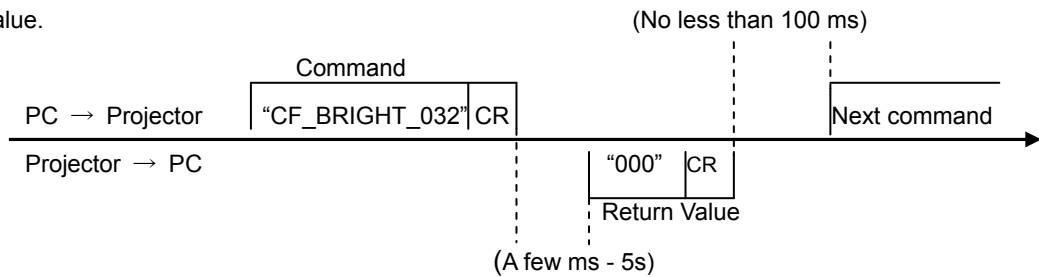 alue.
(No less than 100 ms)
Command
PC → Projector
“CF_BRIGHT_032” CR
Next command
Projector → PC
“000” CR
Return Value
(A few ms - 5s)